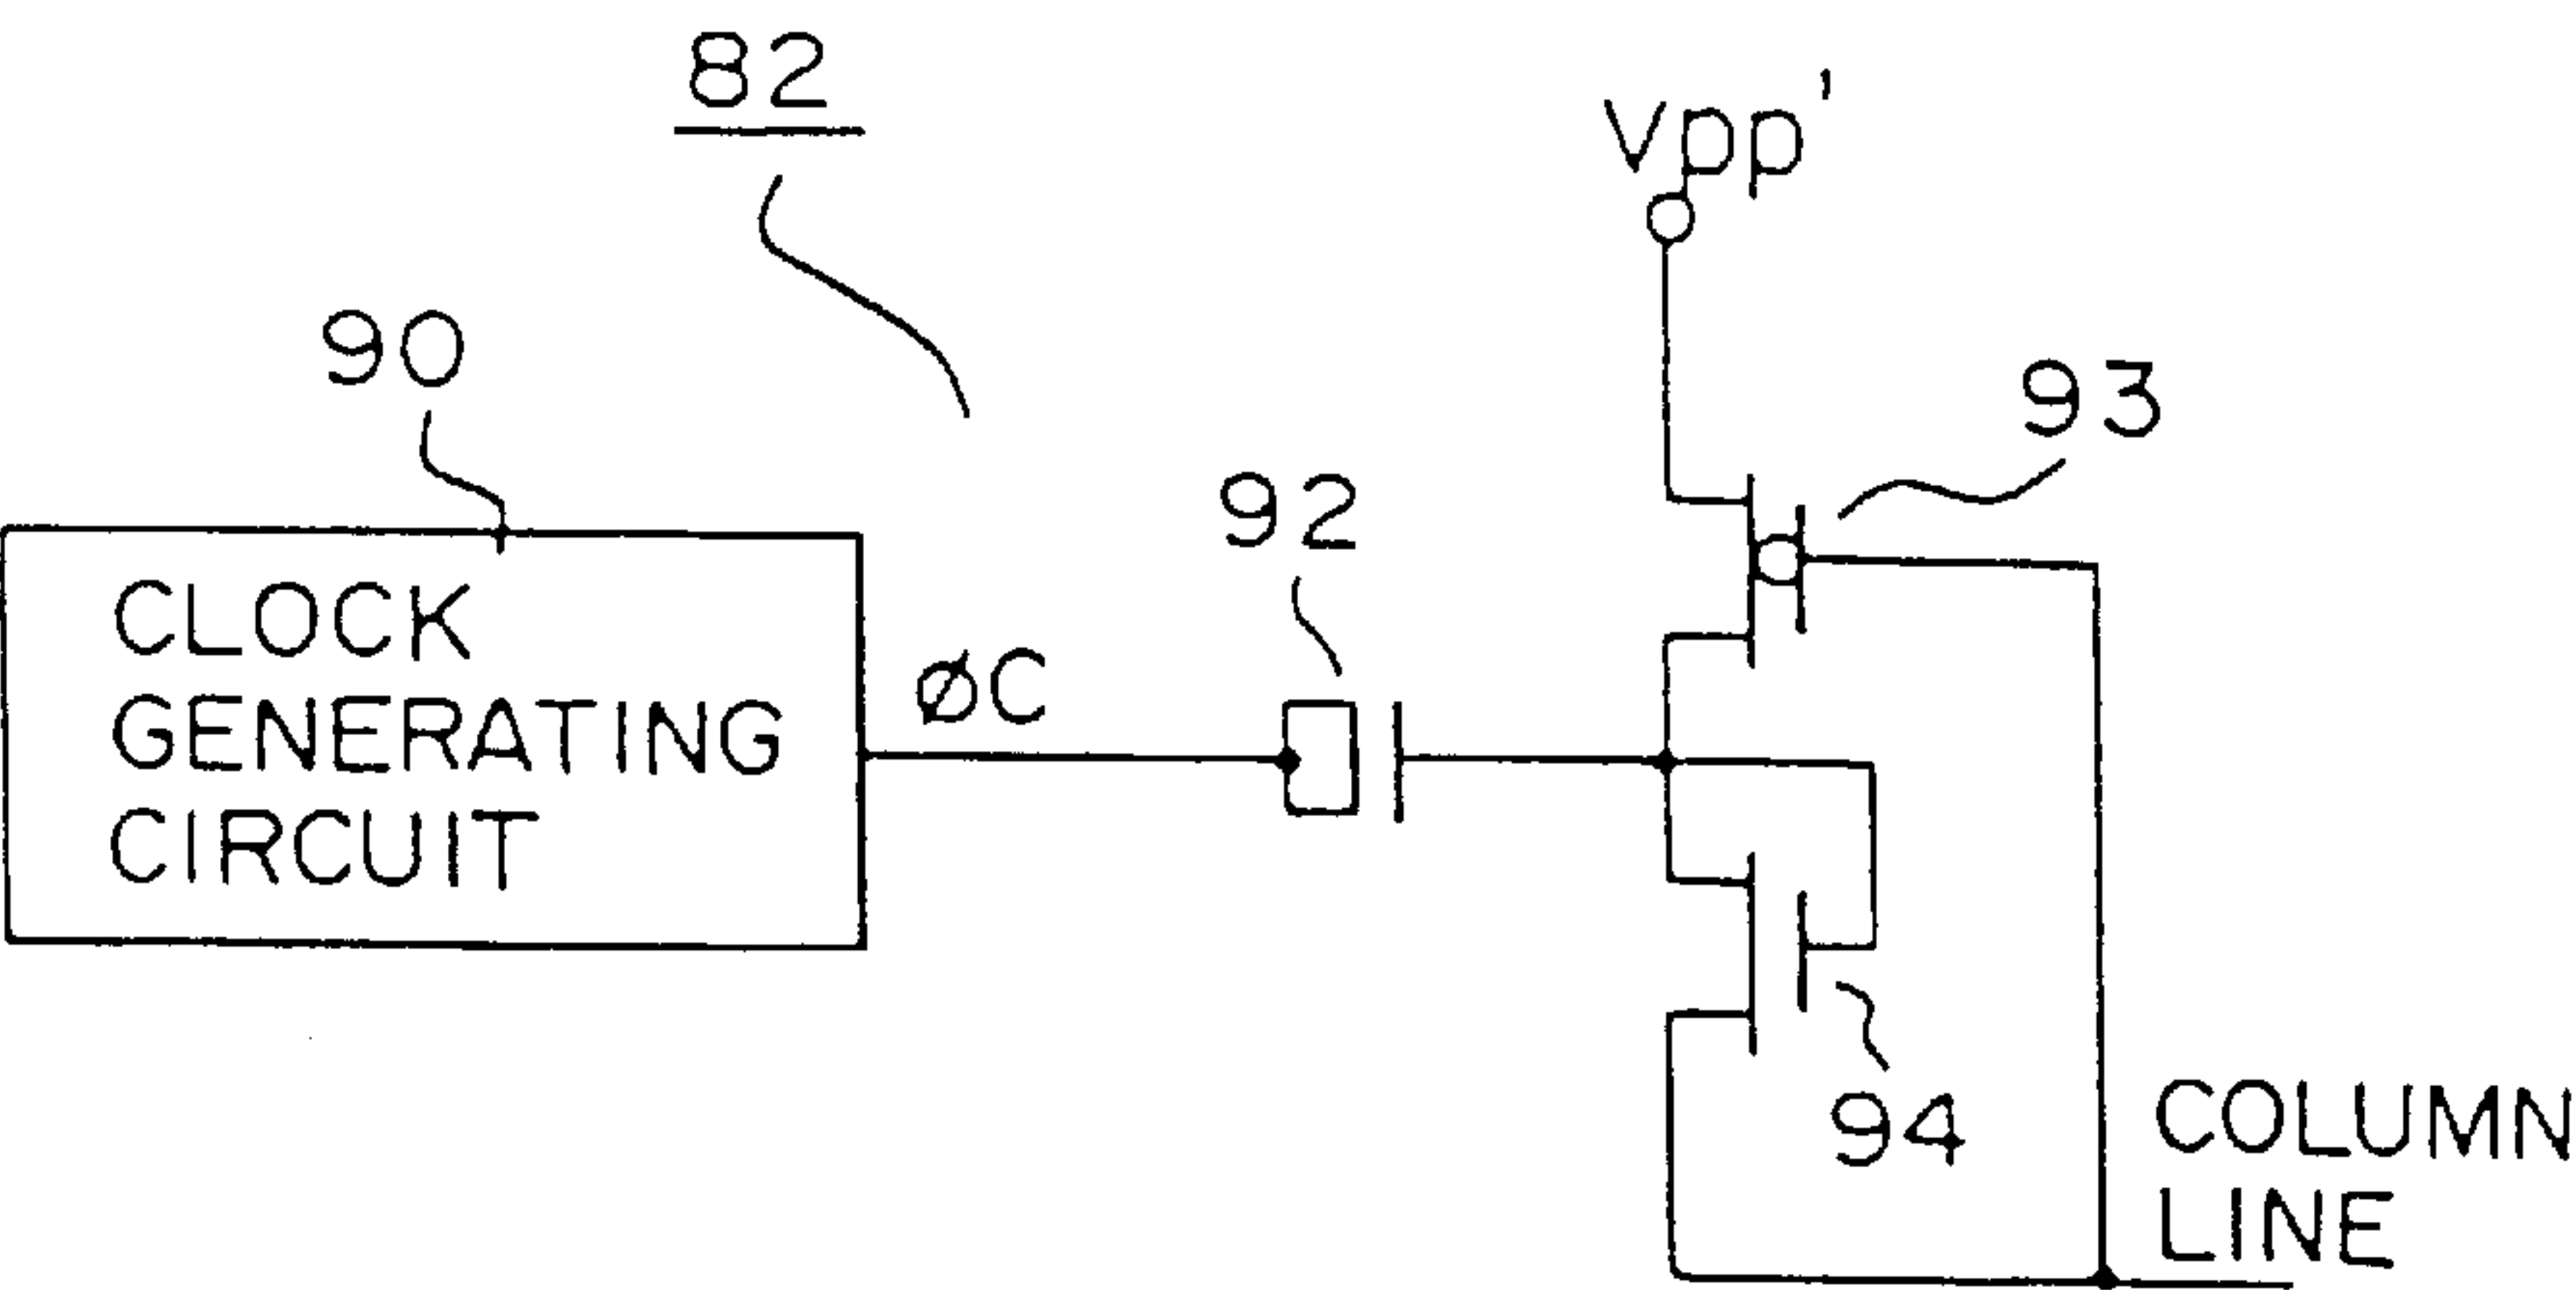 82
Vpp'
90
93
92
CLOCK
GENERATING
CIRCUIT
øC
94
COLUMN
LINE